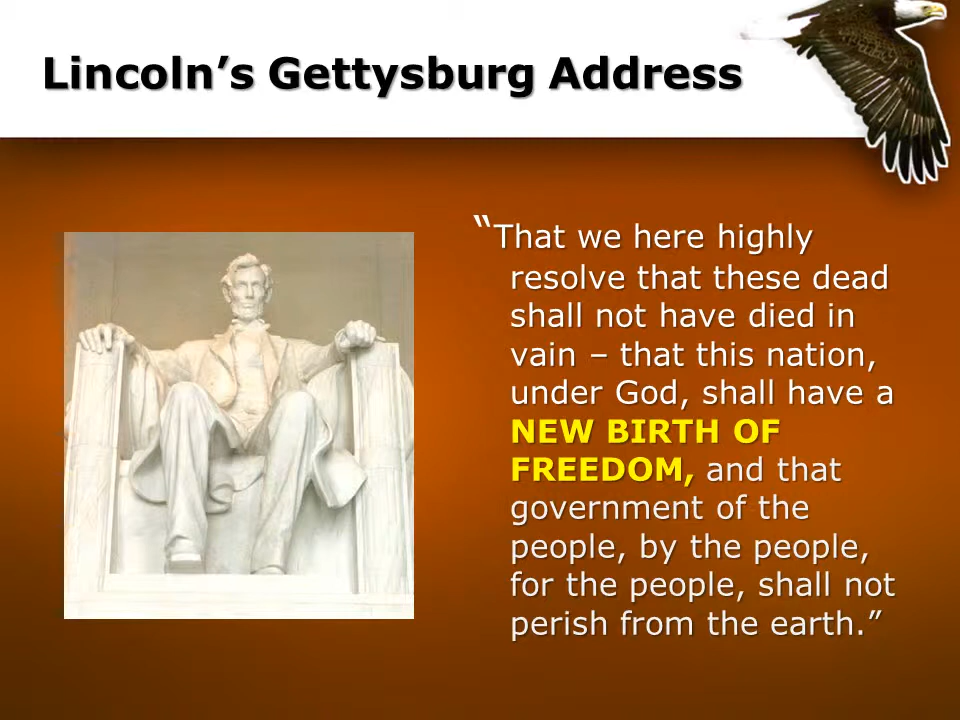 Lincoln’s Gettysburg Address
“That we here highly
resolve that these dead
shall not have died in
vain – that this nation,
under God, shall have a
NEW BIRTH OF
FREEDOM, and that
government of the
people, by the people,
for the people, shall not
perish from the earth.”